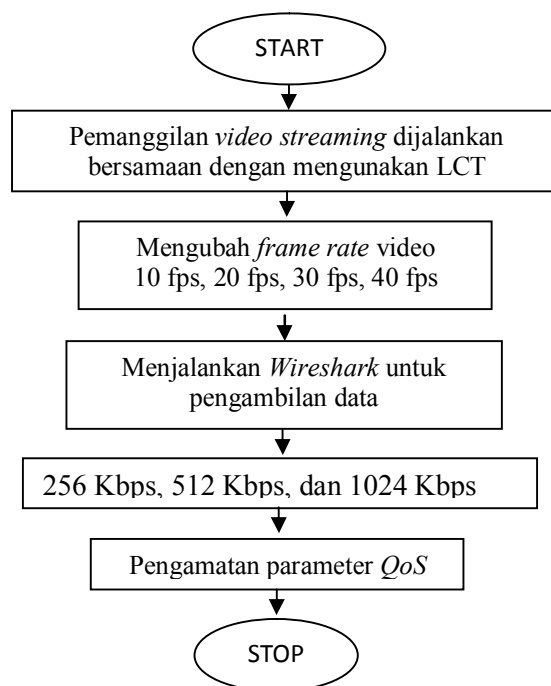 START
Pemanggilan video streaming dijalankan
bersamaan dengan mengunakan LCT
Mengubah frame rate video
10 fps, 20 fps, 30 fps, 40 fps
Menjalankan Wireshark untuk
pengambilan data
256 Kbps, 512 Kbps, dan 1024 Kbps
Pengamatan parameter QoS
STOP